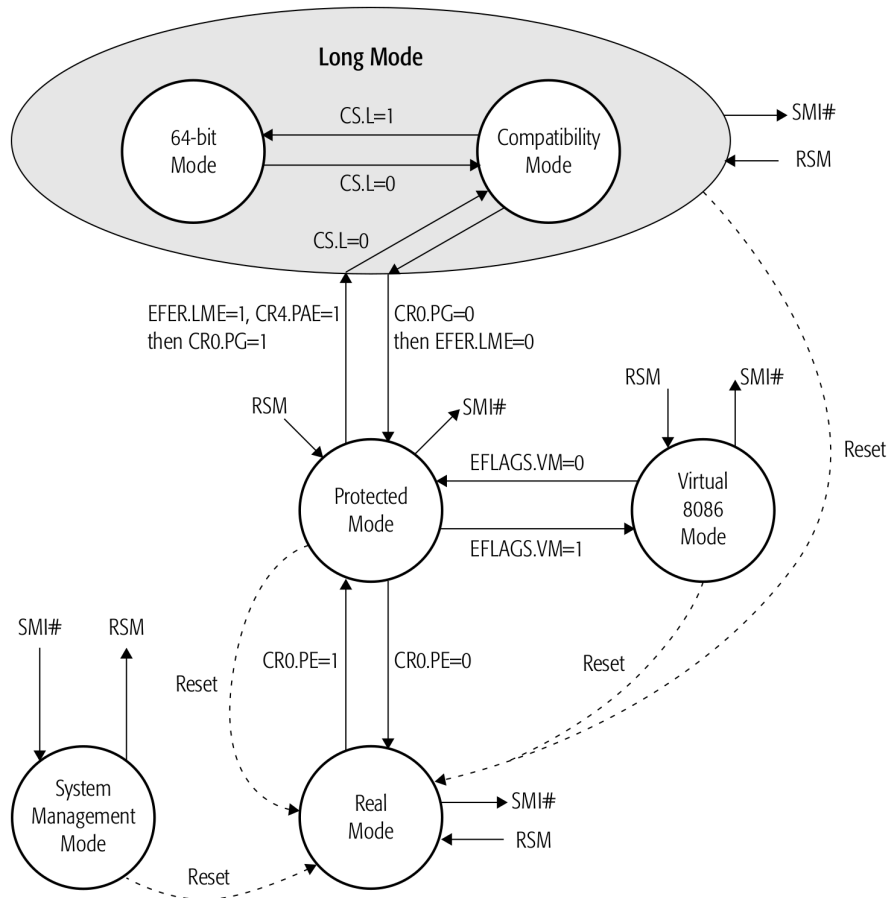 Long Mode
64-bit
Mode
CS.L=1
CS.L=0
Compatibility
Mode
SMI#
RSM
CS.L=0
EFER.LME=1, CR4.PAE=1
then CR0.PG=1
CR0.PG=0
then EFER.LME=0
RSM
SMI#
RSM
SMI#
Reset
Protected
Mode
EFLAGS.VM=0
EFLAGS.VM=1
Virtual
8086
Mode
SMI#
RSM
Reset
CR0.PE=1
CR0.PE=0
Reset
System
Management
Mode
Real
Mode
SMI#
RSM
Reset